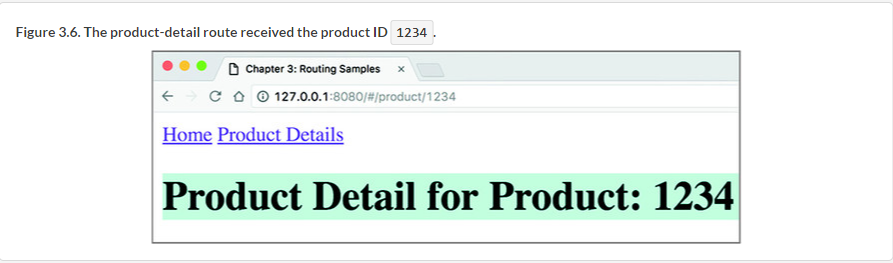 Figure 3.6. The product-detail route received the product ID 1234 .
Chapter 3: Routing Samples
127.0.0.1:8080/#/product/1234
Home Product Details
Product Detail for Product: 1234